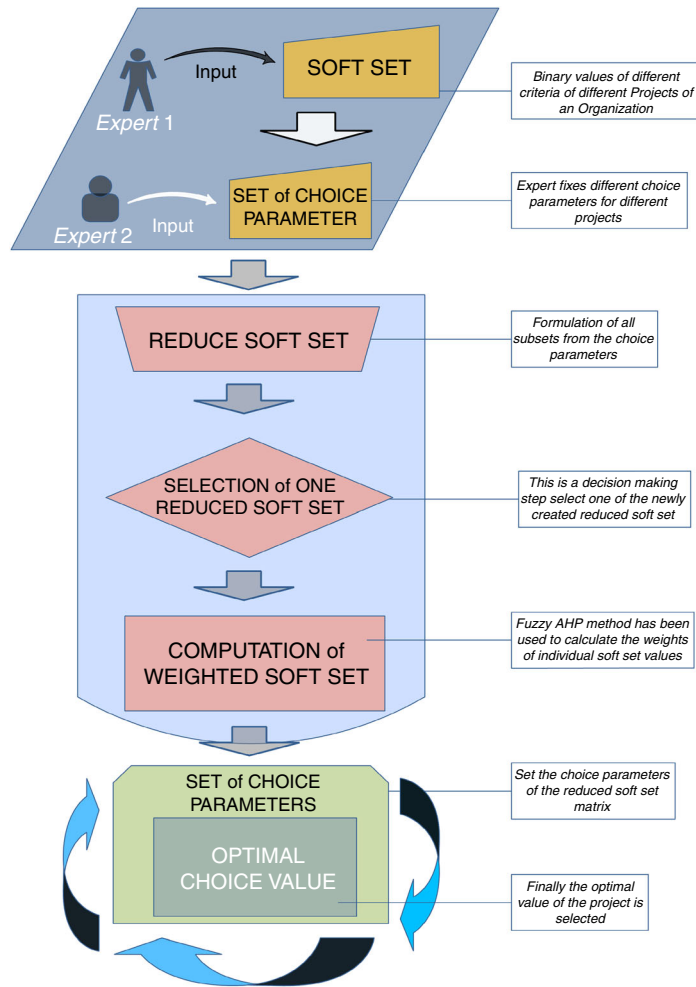 Input
SOFT SET
Expert 1
Binary values of different
criteria of different Projects of
an Organization
SET of CHOICE
PARAMETER
Input
Expert 2
Expert fixes different choice
parameters for different
projects
REDUCE SOFT SET
Formulation of all
subsets from the choice
parameters
SELECTION of ONE
REDUCED SOFT SET
This is a decision making
step select one of the newly
created reduced soft set
COMPUTATION of
WEIGHTED SOFT SET
Fuzzy AHP method has been
used to calculate the weights
of individual soft set values
SET of CHOICE
PARAMETERS
Set the choice parameters
of the reduced soft set
matrix
OPTIMAL
CHOICE VALUE
Finally the optimal
value of the project is
selected